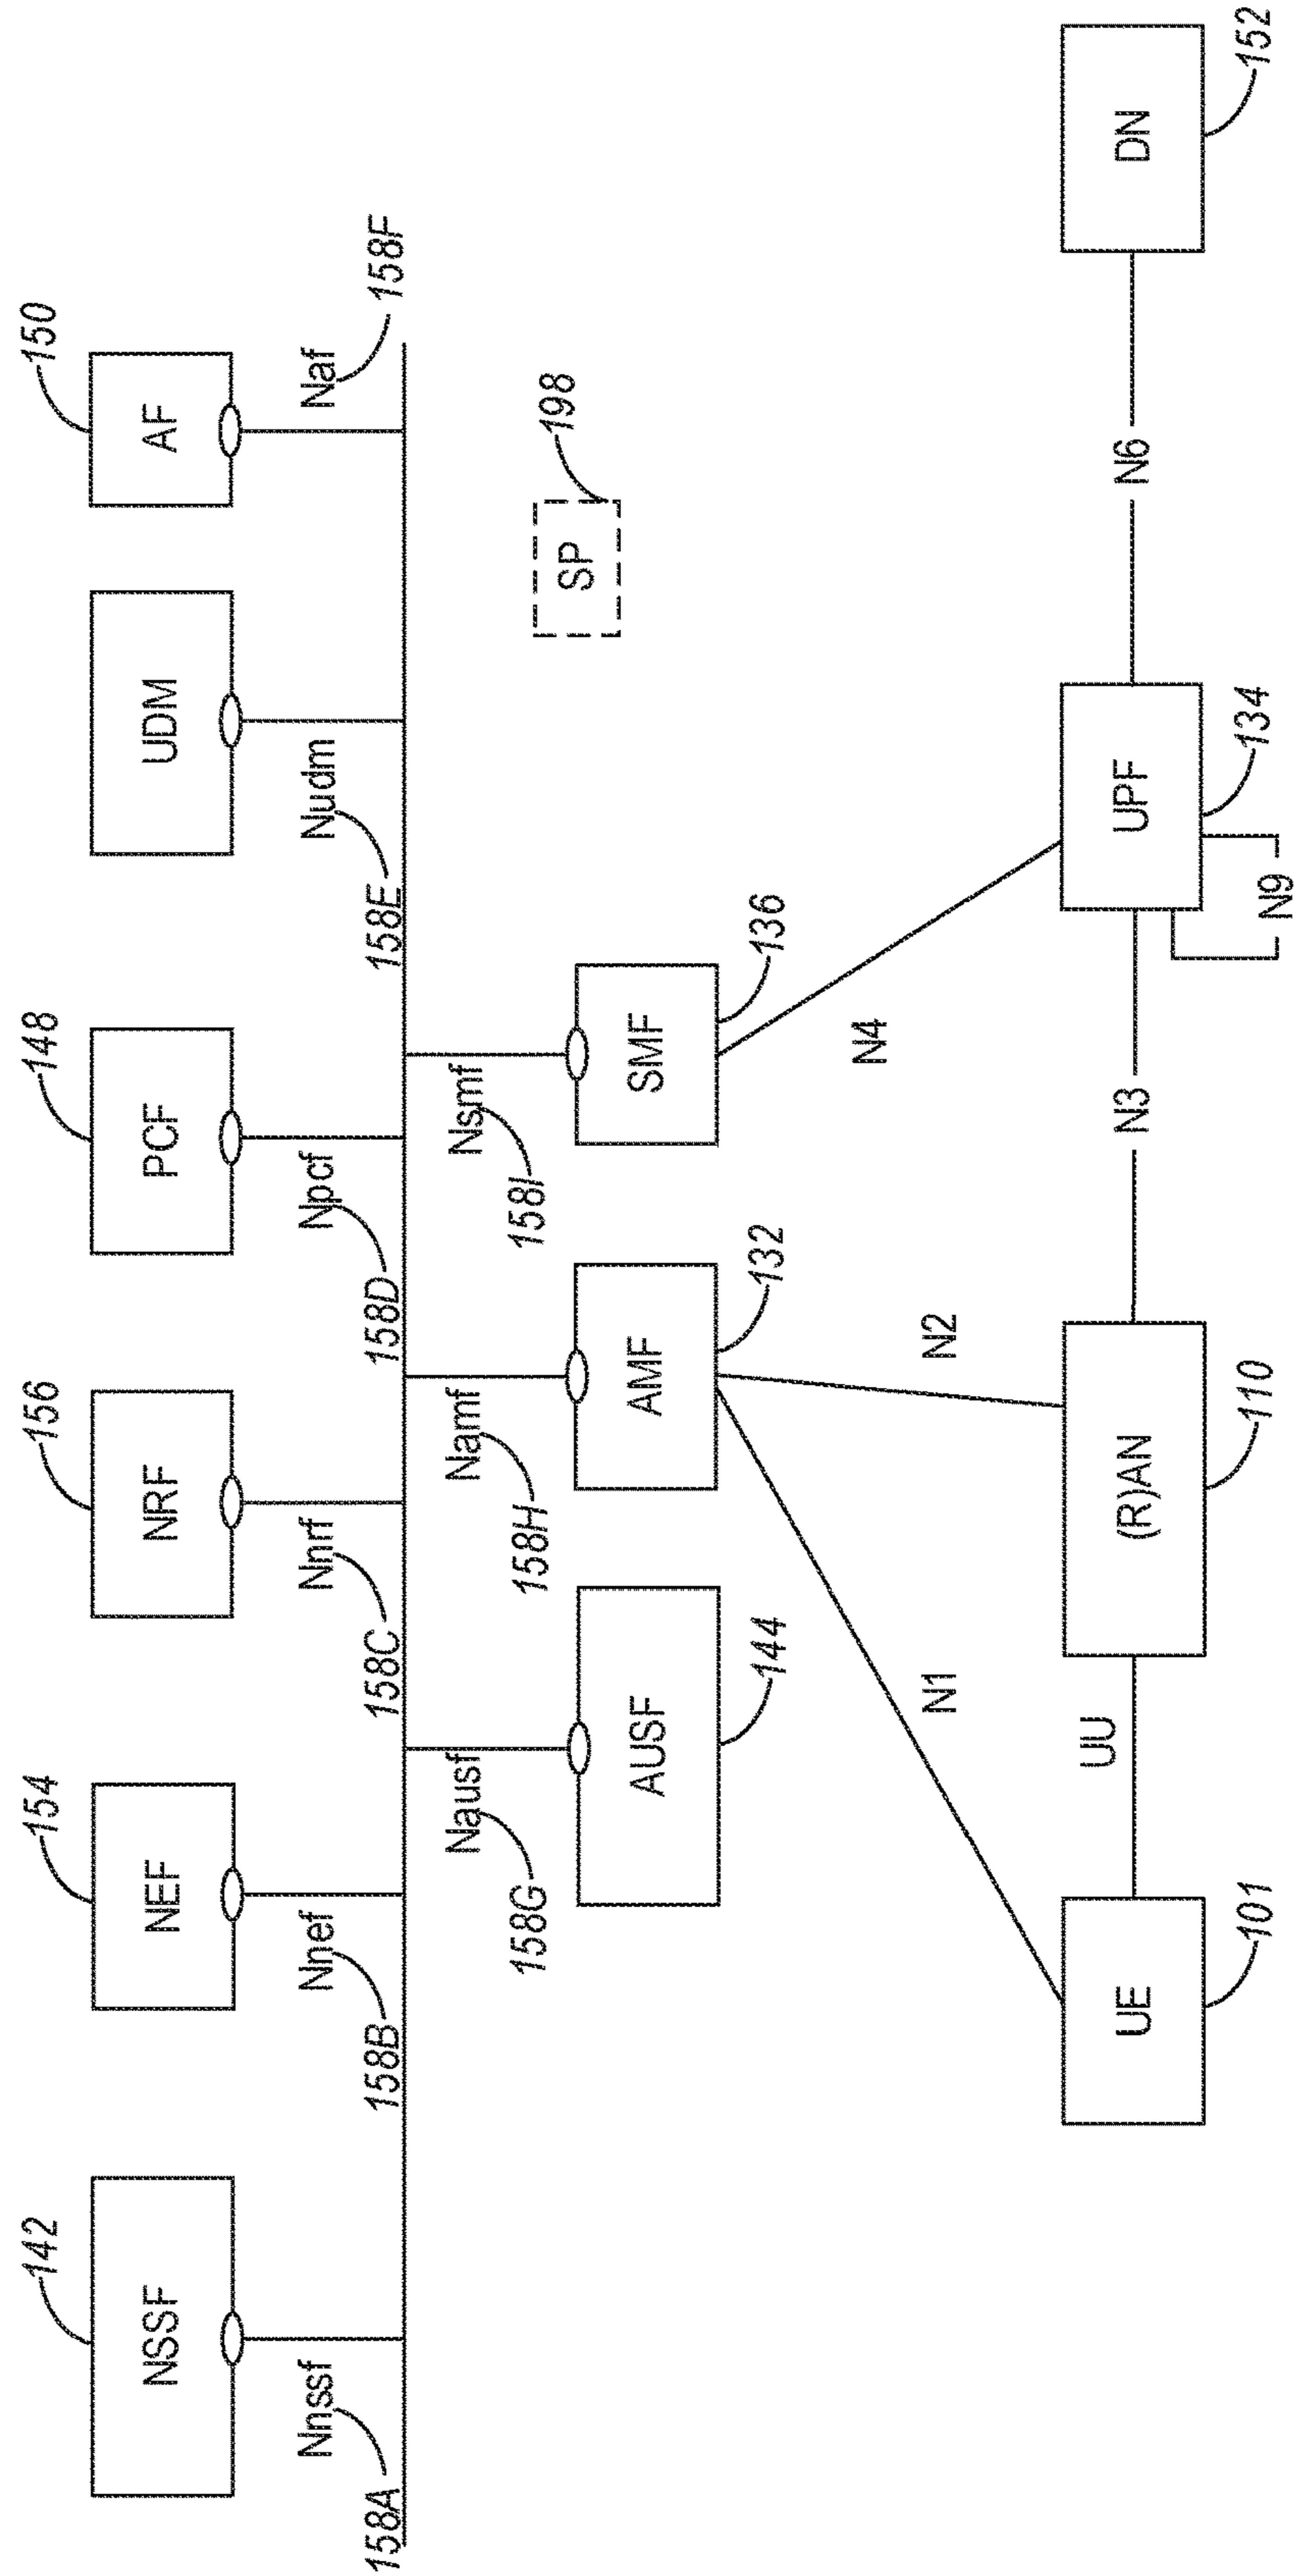 142
154
156
148
150
NSSF
NEF
NRF
PCF
UDM
AF
Nnssf
Nnef
Nnrf
Npcf
Nudm
Naf
158A
158B
158C
158D
158E
158F
Nausf
Namf
Nsmf
158G
158H
158I
198
SP
AUSF
AMF
SMF
144
132
136
N1
N2
N4
UE
UU
(R)AN
N3
UPF
N6
DN
101
110
134
152
N9